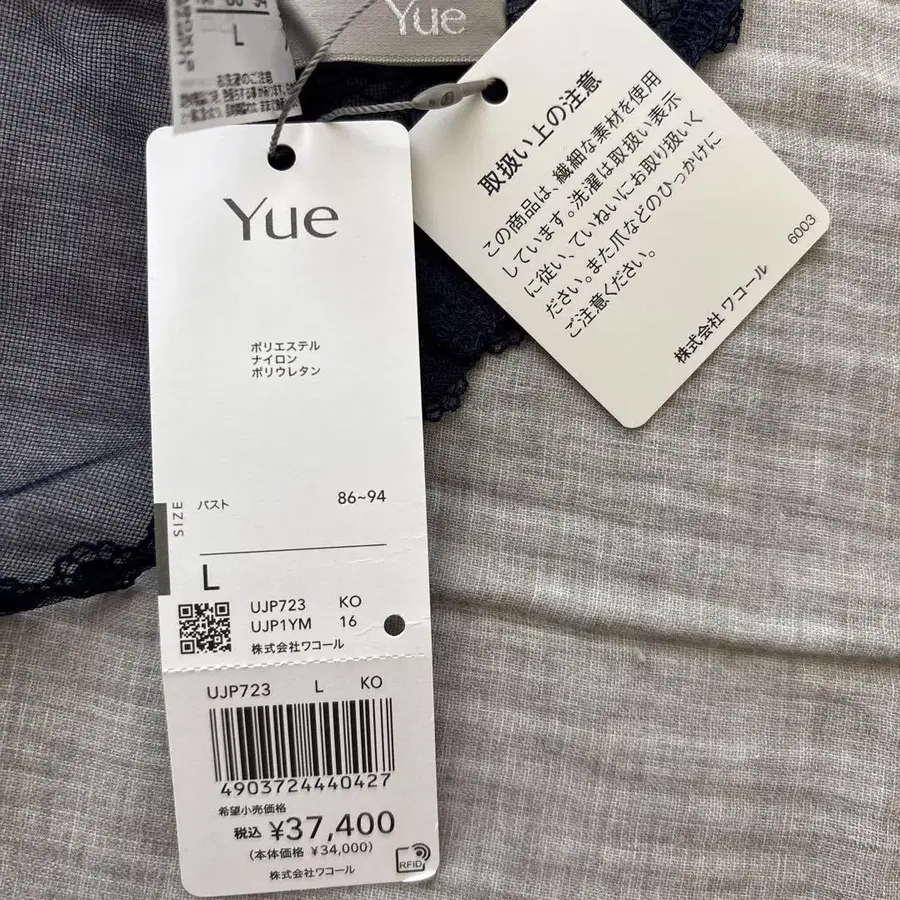 L
お洗濯のご注意
Yue
取扱い上の注意
この商品は、繊細な素材を使用
しています。洗濯は取扱い表示
に従い、ていねいにお取り扱いく
ださい。また爪などのひっかけに
ご注意ください。
6003
株式会社 ワコール
Yue
ポリエステル
ナイロン
ポリウレタン
SIZE
バスト 86~94
L
UJP723 KO
UJP1YM 16
株式会社ワコール
UJP723 L KO
4903724440427
希望小売価格
税込 ¥37,400
(本体価格 ¥34,000)
株式会社ワコール
RFID